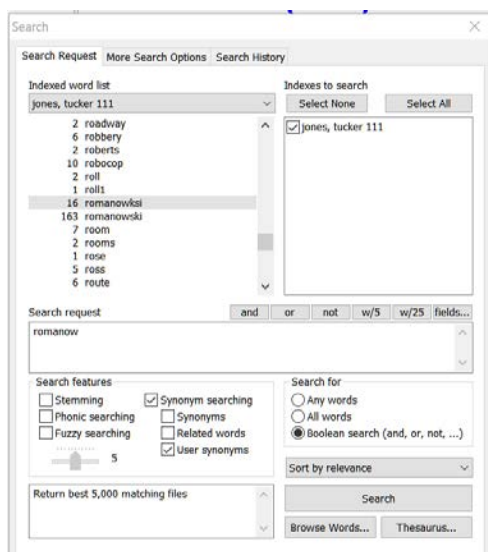 Search
Search Request More Search Options Search History
Indexed word list
jones, tucker 111
2 roadway
6 robbery
2 roberts
10 robocop
2 roll
1 roll1
16 romanowksi
163 romanowski
7 room
2 rooms
1 rose
5 ross
6 route
Indexes to search
Select None Select All
jones, tucker 111
Search request and or not w/5 w/25 fields...
romanow
Search features
Stemming Synonym searching
Phonic searching Synonyms
Fuzzy searching Related words
5 User synonyms
Search for
Any words
All words
Boolean search (and, or, not, ...)
Sort by relevance
Return best 5,000 matching files
Search
Browse Words... Thesaurus...